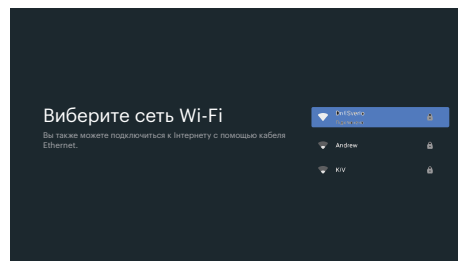 Виберите сеть Wi-Fi
Вы также можете подключиться к Інтернету с помощью кабеля
Ethernet.
Andrew
KIV